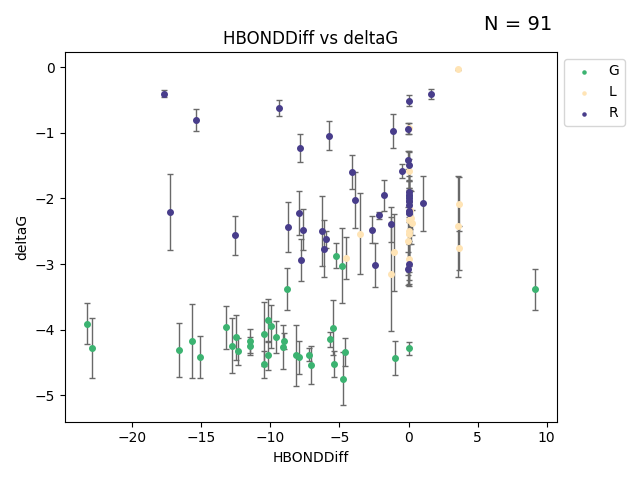 N = 91
HBONDDiff vs deltaG
G
L
R
deltaG
0
−1
−2
−3
−4
−5
−20
−15
−10
−5
0
5
10
HBONDDiff